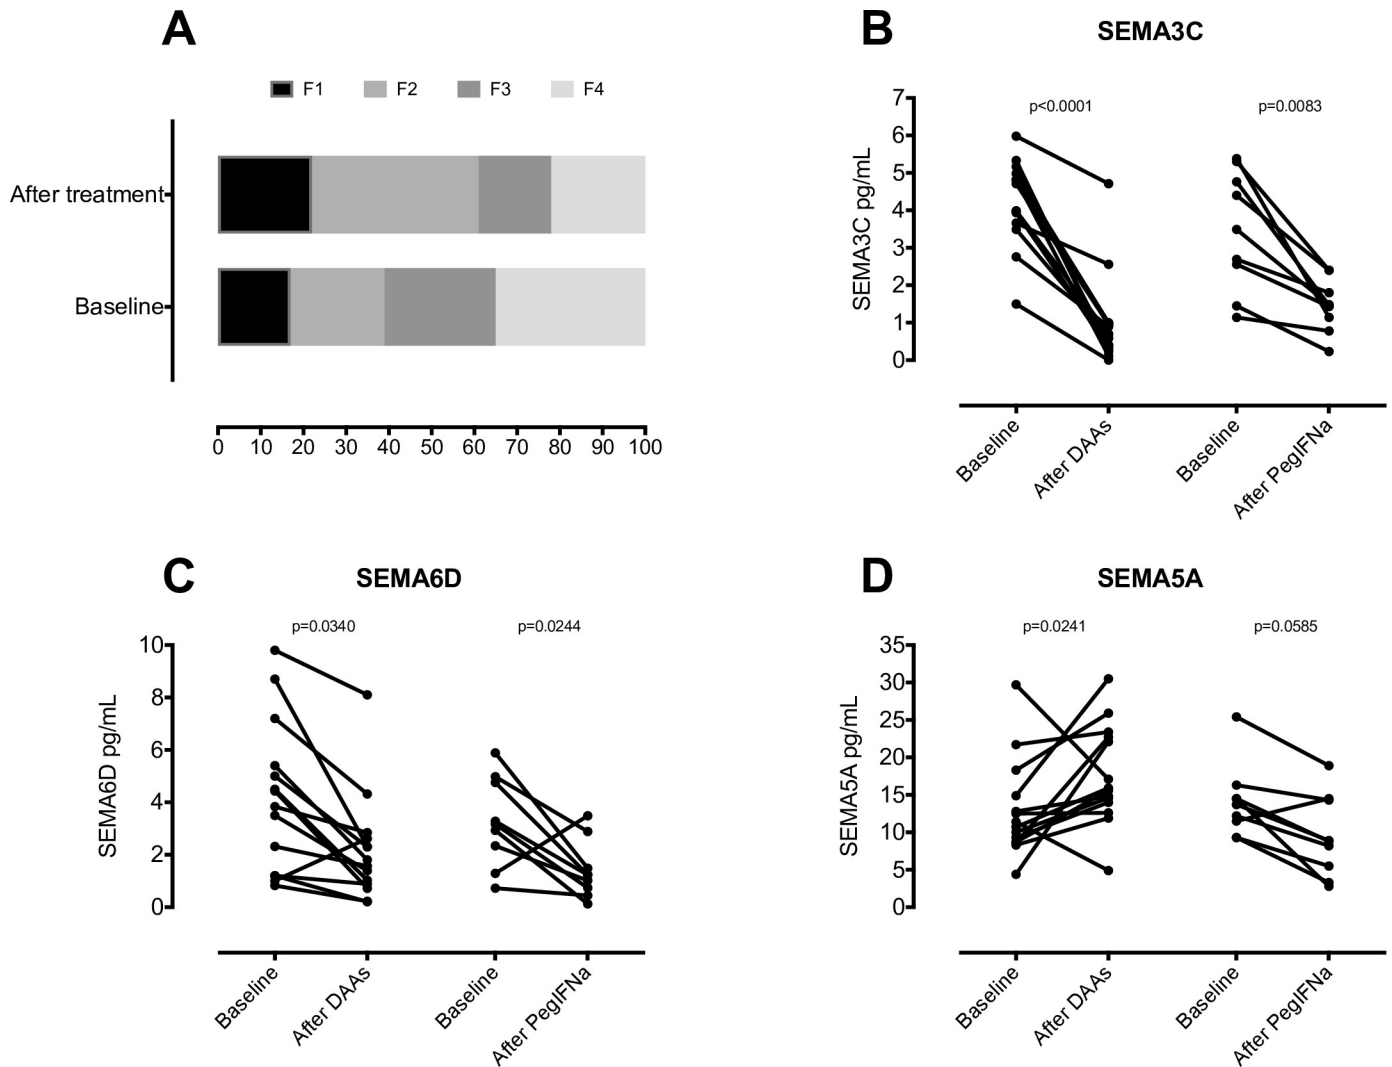 A
F1 F2 F3 F4
After treatment
Baseline
0 10 20 30 40 50 60 70 80 90 100
B
SEMA3C
p<0.0001 p=0.0083
SEMA3C pg/mL
7
6
5
4
3
2
1
0
Baseline
After DAAs
Baseline
After PegIFNa
C
SEMA6D
p=0.0340 p=0.0244
SEMA6D pg/mL
10
8
6
4
2
0
Baseline
After DAAs
Baseline
After PegIFNa
D
SEMA5A
p=0.0241 p=0.0585
SEMA5A pg/mL
35
30
25
20
15
10
5
0
Baseline
After DAAs
Baseline
After PegIFNa